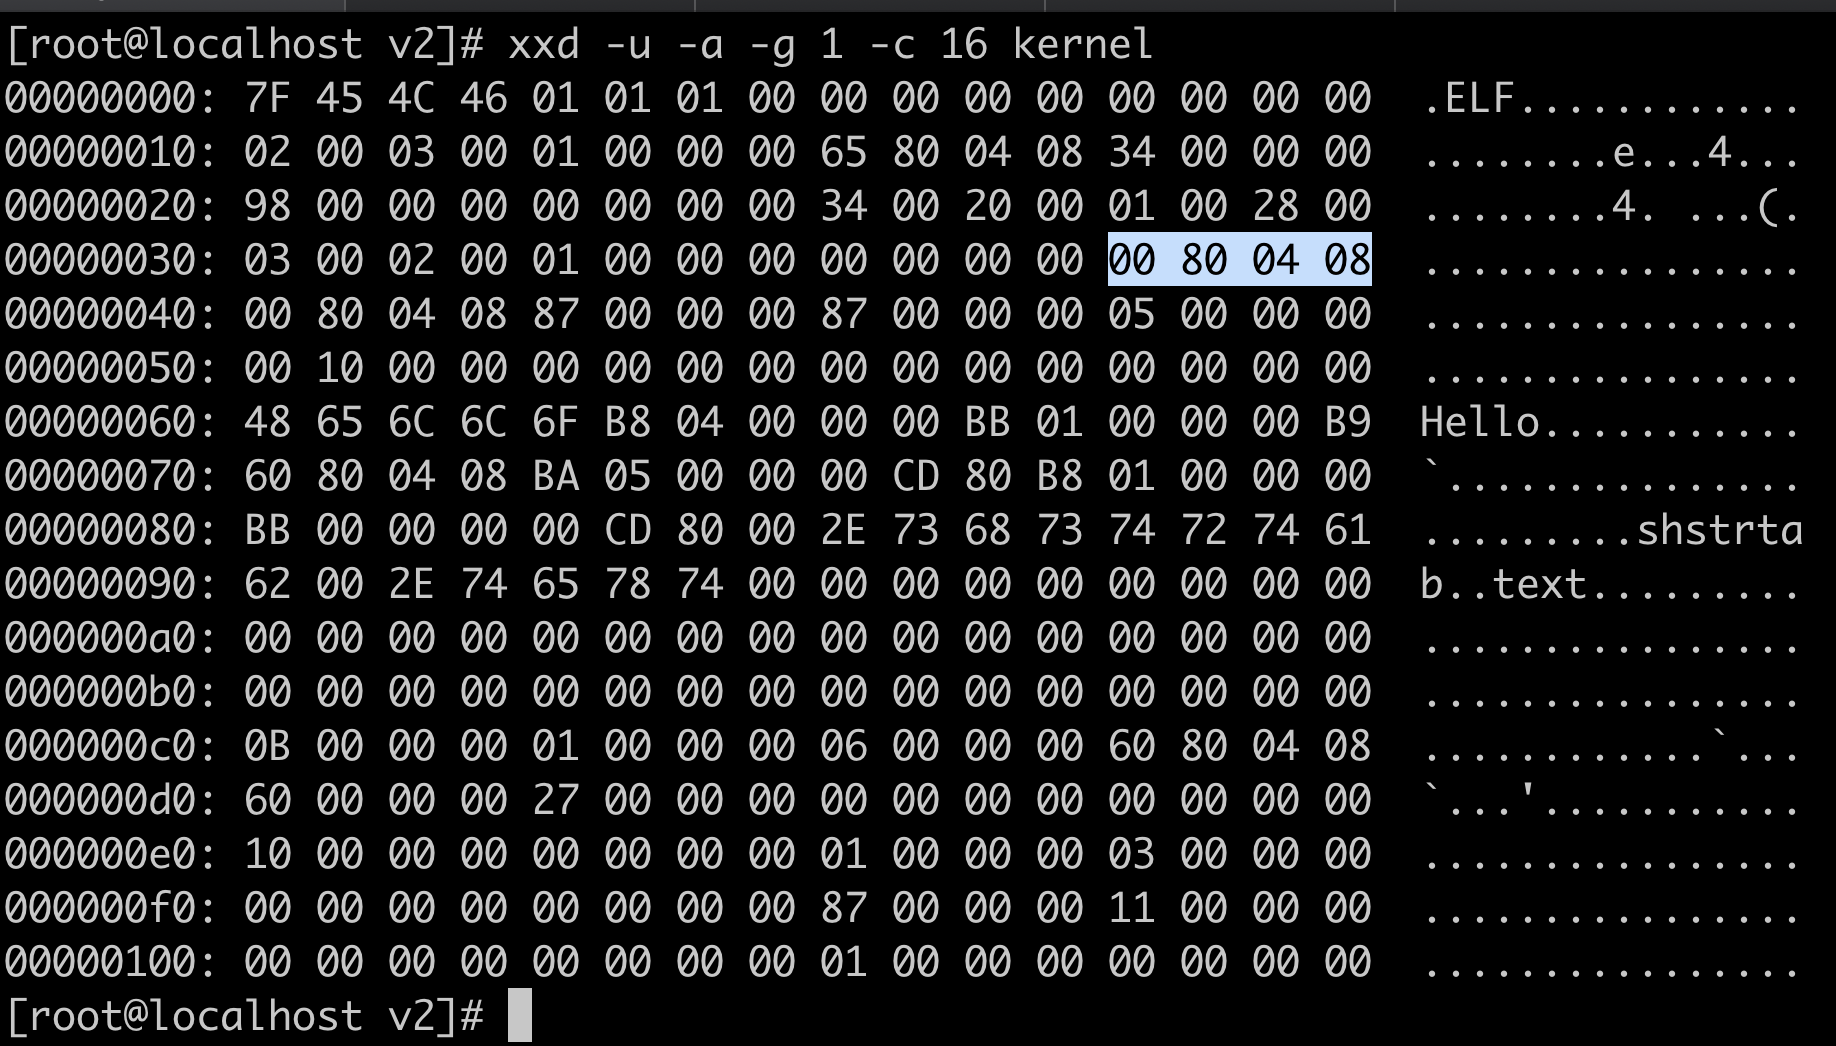 [root@localhost v2]# xxd -u -a -g 1 -c 16 kernel
00000000: 7F 45 4C 46 01 01 01 00 00 00 00 00 00 00 00 00  .ELF............
00000010: 02 00 03 00 01 00 00 00 65 80 04 08 34 00 00 00  ........e...4...
00000020: 98 00 00 00 00 00 00 00 34 00 20 00 01 00 28 00  ........4. ...(.
00000030: 03 00 02 00 01 00 00 00 00 00 00 00 00 80 04 08  ................
00000040: 00 80 04 08 87 00 00 00 87 00 00 00 05 00 00 00  ................
00000050: 00 10 00 00 00 00 00 00 00 00 00 00 00 00 00 00  ................
00000060: 48 65 6C 6C 6F B8 04 00 00 00 BB 01 00 00 00 B9  Hello...........
00000070: 60 80 04 08 BA 05 00 00 00 CD 80 B8 01 00 00 00  `...............
00000080: BB 00 00 00 00 CD 80 00 2E 73 68 73 74 72 74 61  .........shstrta
00000090: 62 00 2E 74 65 78 74 00 00 00 00 00 00 00 00 00  b..text.........
000000a0: 00 00 00 00 00 00 00 00 00 00 00 00 00 00 00 00  ................
000000b0: 00 00 00 00 00 00 00 00 00 00 00 00 00 00 00 00  ................
000000c0: 0B 00 00 00 01 00 00 00 06 00 00 00 60 80 04 08  ............`...
000000d0: 60 00 00 00 27 00 00 00 00 00 00 00 00 00 00 00  `...'...........
000000e0: 10 00 00 00 00 00 00 00 01 00 00 00 03 00 00 00  ................
000000f0: 00 00 00 00 00 00 00 00 87 00 00 00 11 00 00 00  ................
00000100: 00 00 00 00 00 00 00 00 01 00 00 00 00 00 00 00  ................
[root@localhost v2]#